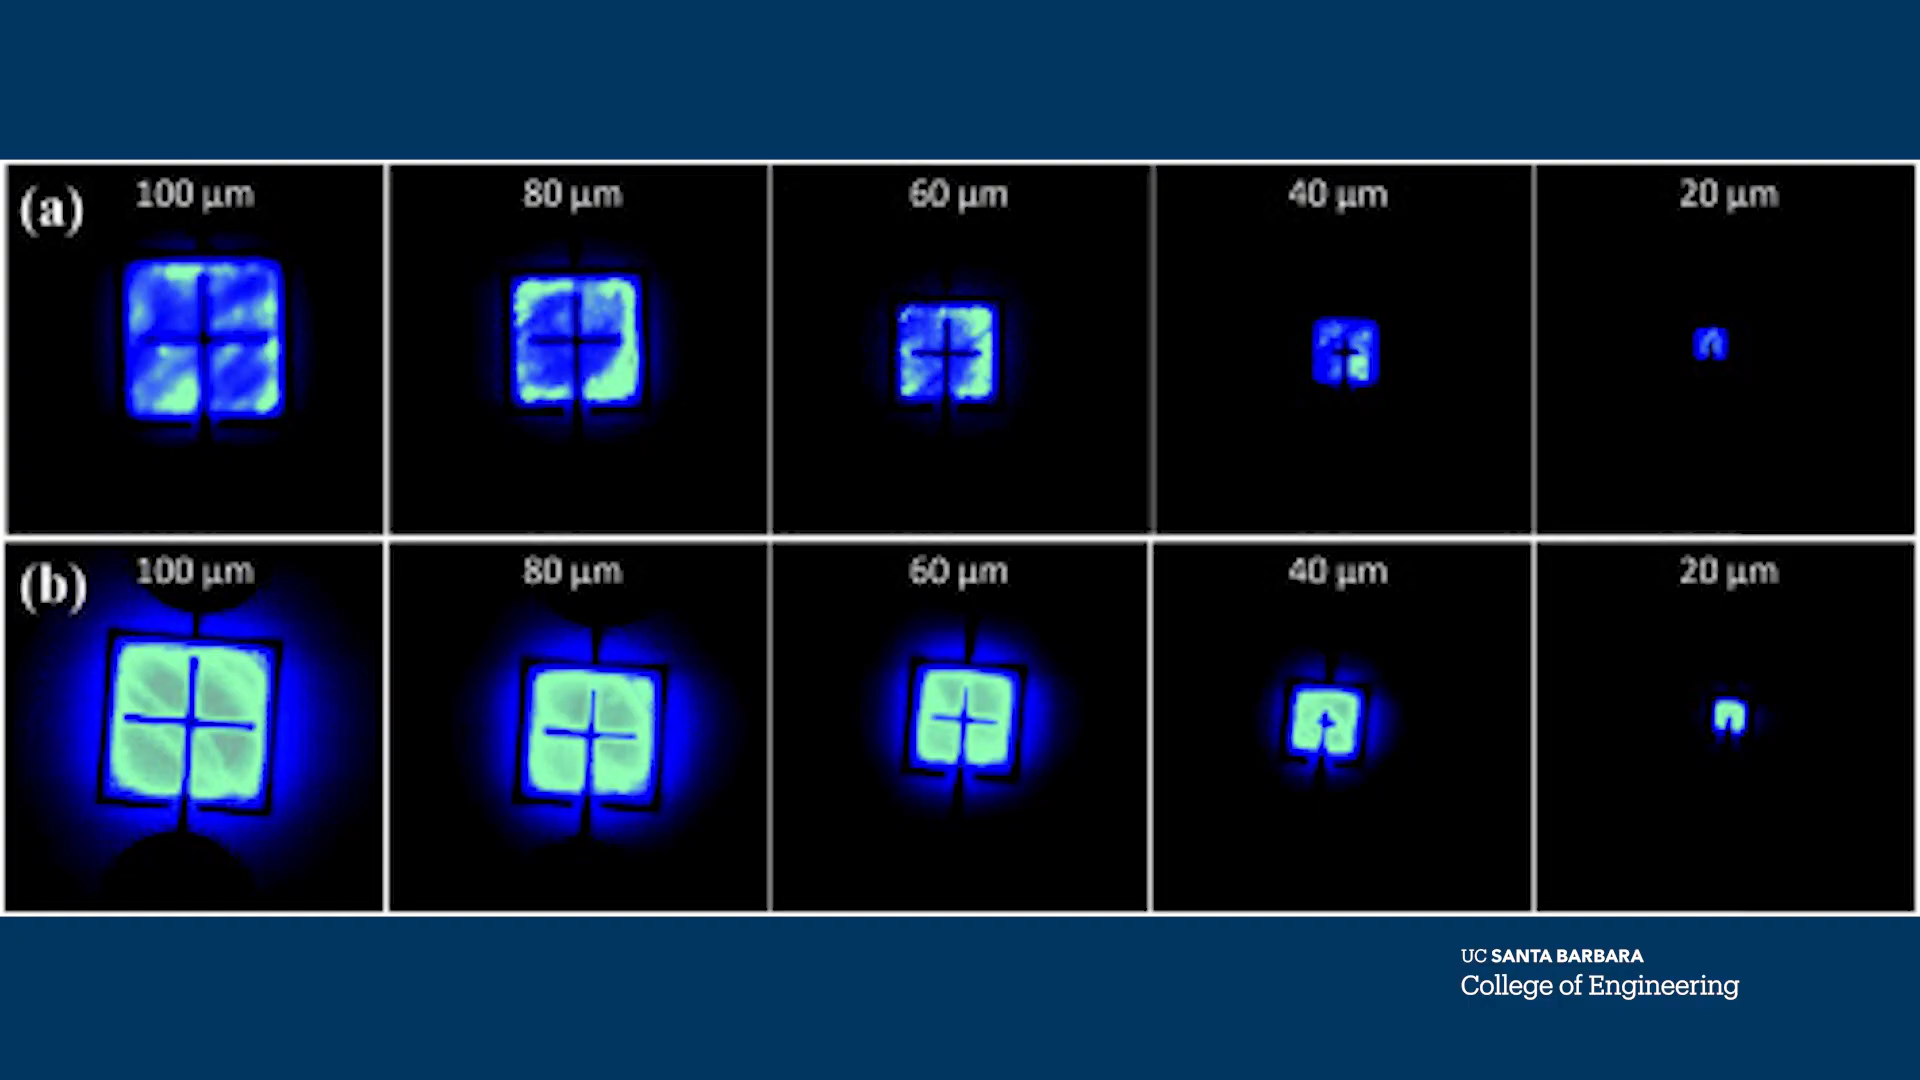 (a)
100 μm
80 μm
60 μm
40 μm
20 μm
(b)
100 μm
80 μm
60 μm
40 μm
20 μm
UC SANTA BARBARA
College of Engineering